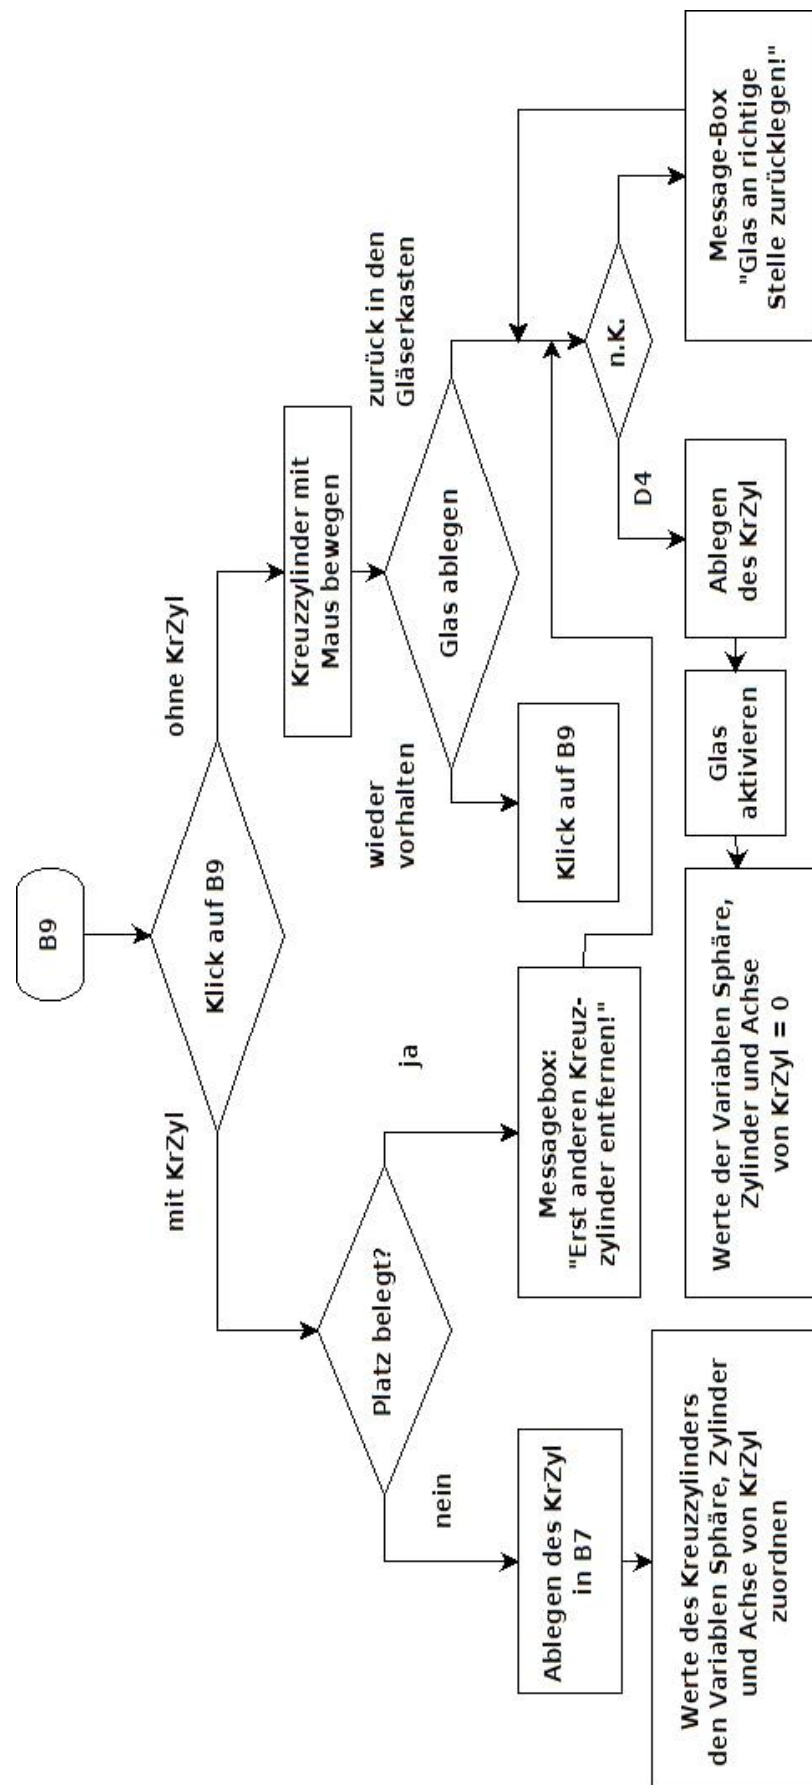 B9
Klick auf B9
mit KrZyl
ohne KrZyl
Platz belegt?
nein
ja
Kreuzzylinder mit
Maus bewegen
Glas ablegen
wieder
vorhalten
zurück in den
Gläserkasten
Ablegen des KrZyl
in B7
Messagebox:
"Erst anderen Kreuz-
zylinder entfernen!"
Klick auf B9
n.K.
D4
Werte des Kreuzzylinders
den Variablen Sphäre, Zylinder
und Achse von KrZyl
zuordnen
Werte der Variablen Sphäre,
Zylinder und Achse
von KrZyl = 0
Glas
aktivieren
Ablegen
des KrZyl
Message-Box
"Glas an richtige
Stelle zurücklegen!"